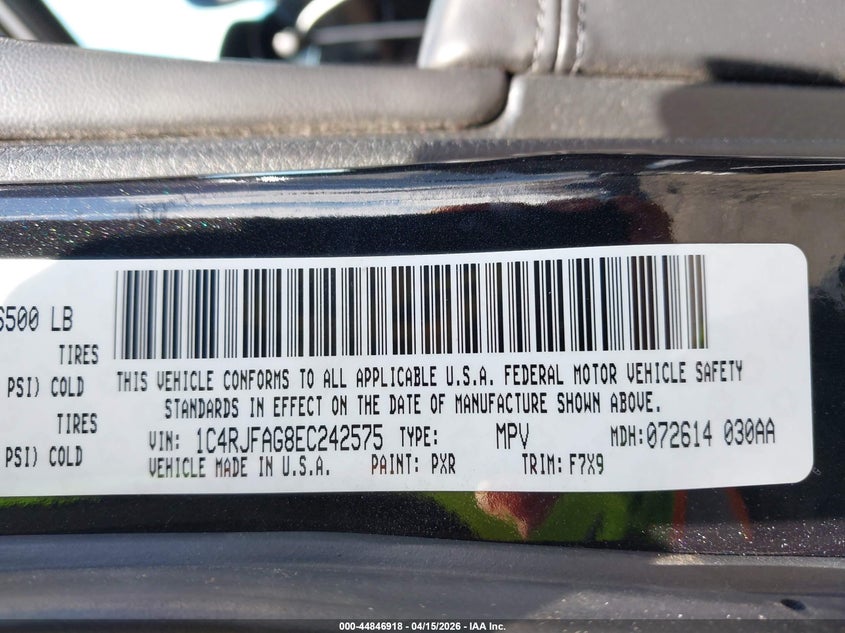 6500 LB
TIRES
PSI) COLD
TIRES
PSI) COLD
THIS VEHICLE CONFORMS TO ALL APPLICABLE U.S.A. FEDERAL MOTOR VEHICLE SAFETY
STANDARDS IN EFFECT ON THE DATE OF MANUFACTURE SHOWN ABOVE.
VIN: 1C4RJFAG8EC242575 TYPE: MPV MDH:072614 030AA
VEHICLE MADE IN U.S.A. PAINT: PXR TRIM: F7X9
000-44846918 - 04/15/2026 - IAA Inc.